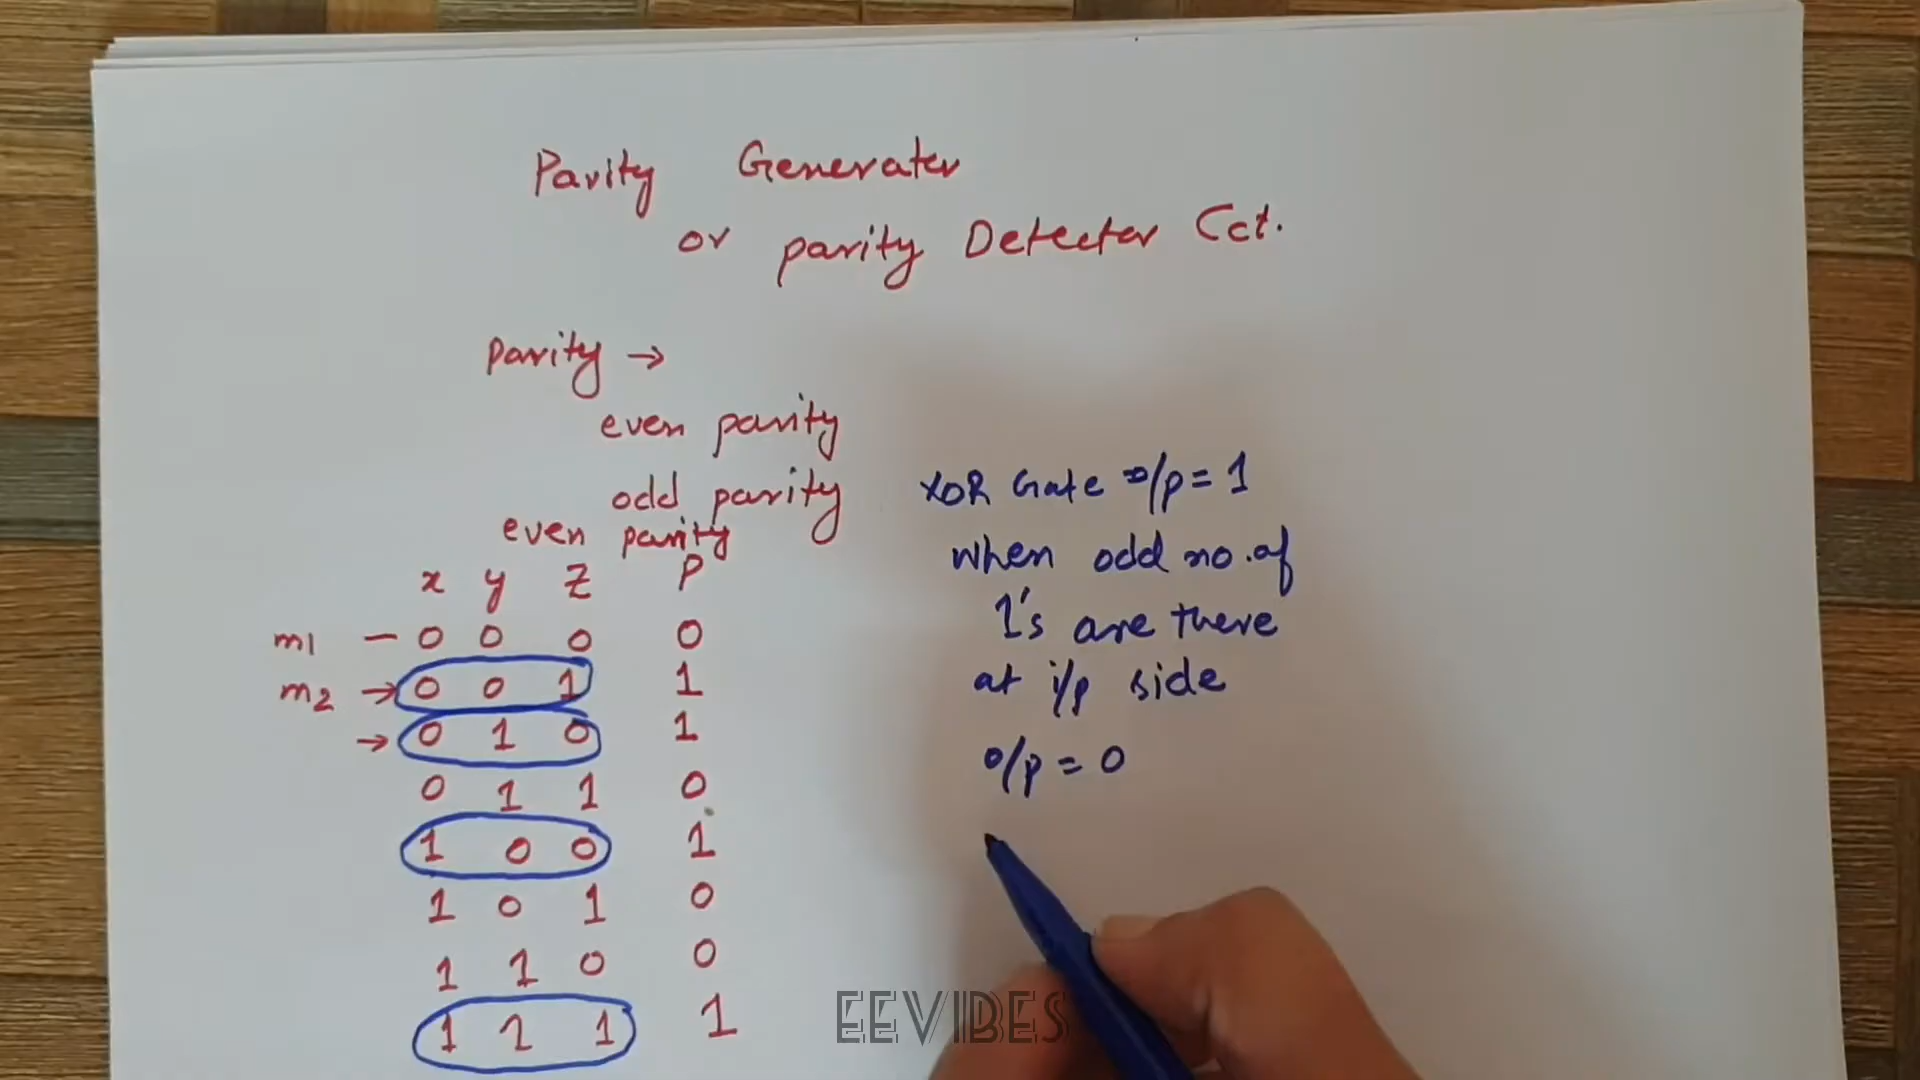 Parity Generater
or parity Detector Cct.
parity →
even parity
odd parity
even parity
x y z P
m1 – 0 0 0 0
m2 → 0 0 1 1
→ 0 1 0 1
0 1 1 0
1 0 0 1
1 0 1 0
1 1 0 0
1 1 1 1
XOR Gate o/p = 1
when odd no. of
1's are there
at i/p side
o/p = 0
EEVIBES